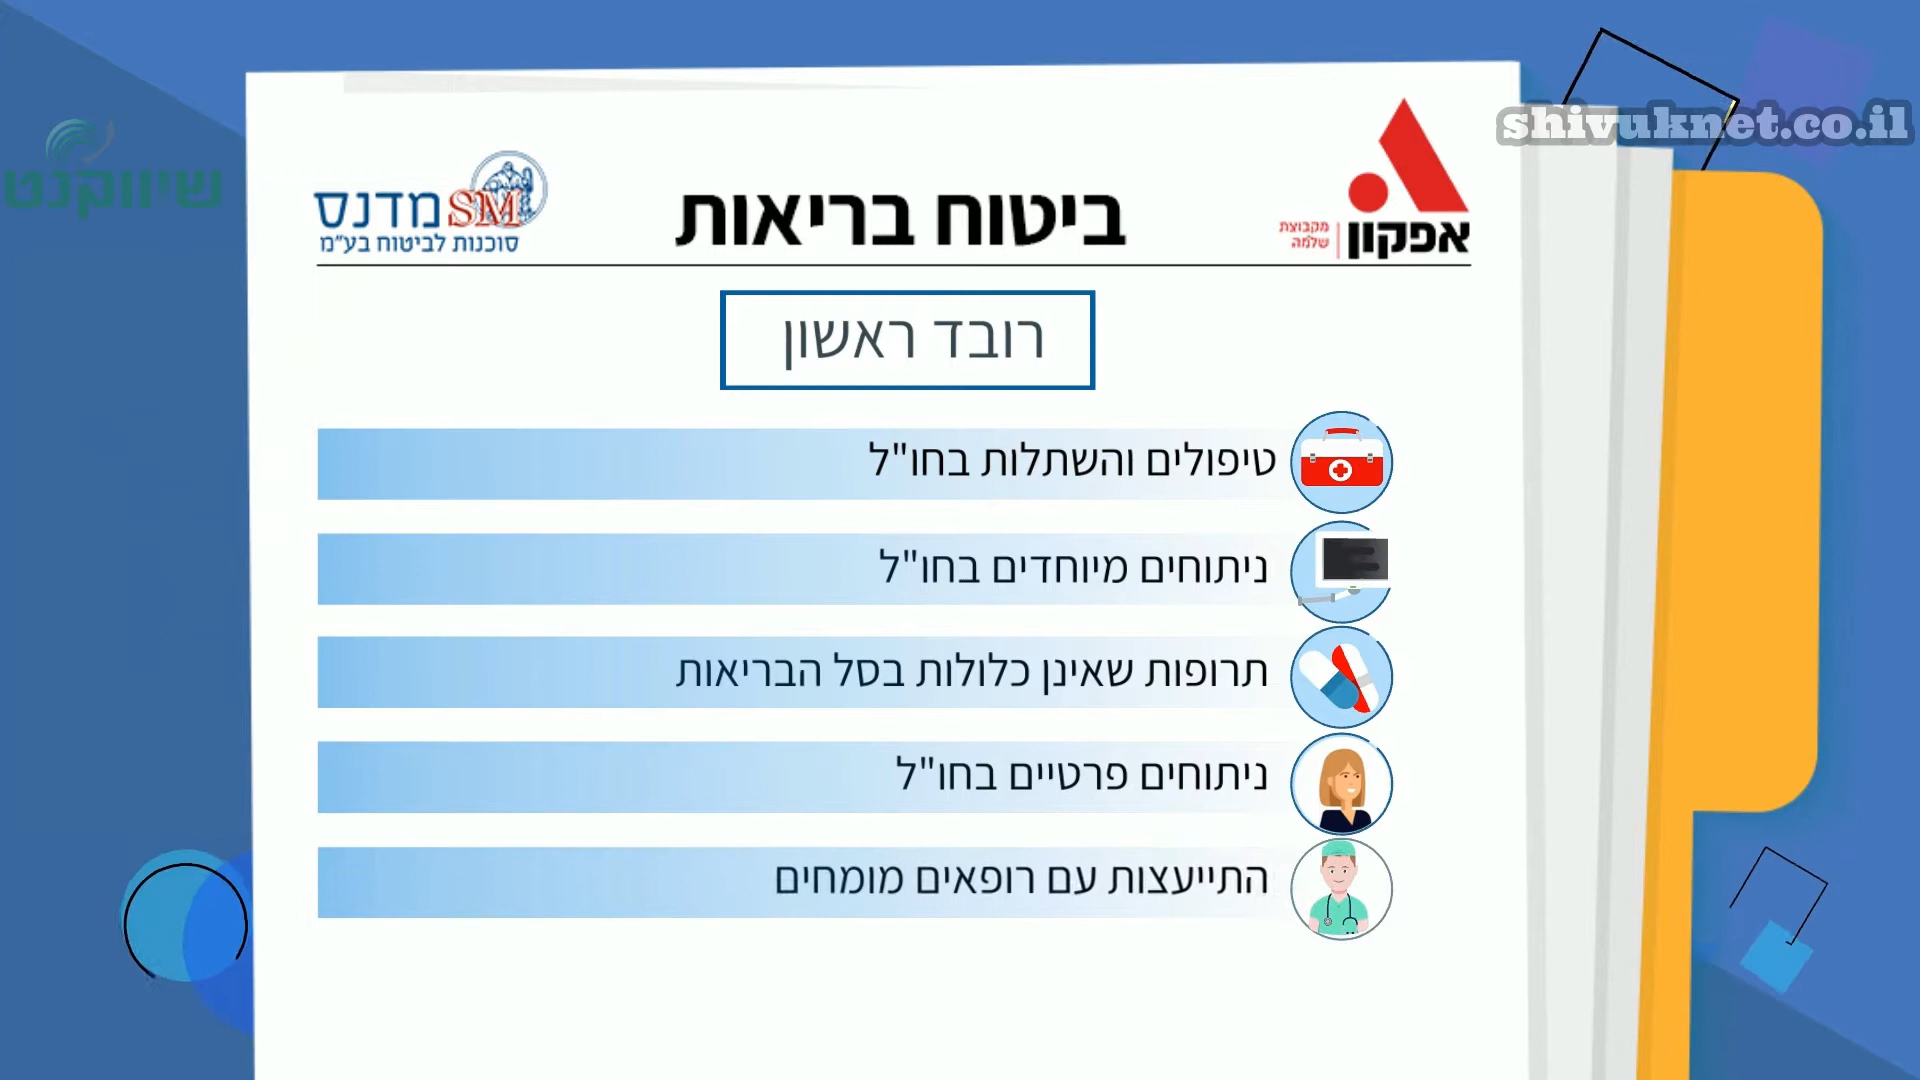 shivuknet.co.il
שיווקנט
אפקון
מקבוצת
שלמה
ביטוח בריאות
SM מדנס
סוכנות לביטוח בע"מ
רובד ראשון
טיפולים והשתלות בחו"ל
ניתוחים מיוחדים בחו"ל
תרופות שאינן כלולות בסל הבריאות
ניתוחים פרטיים בחו"ל
התייעצות עם רופאים מומחים